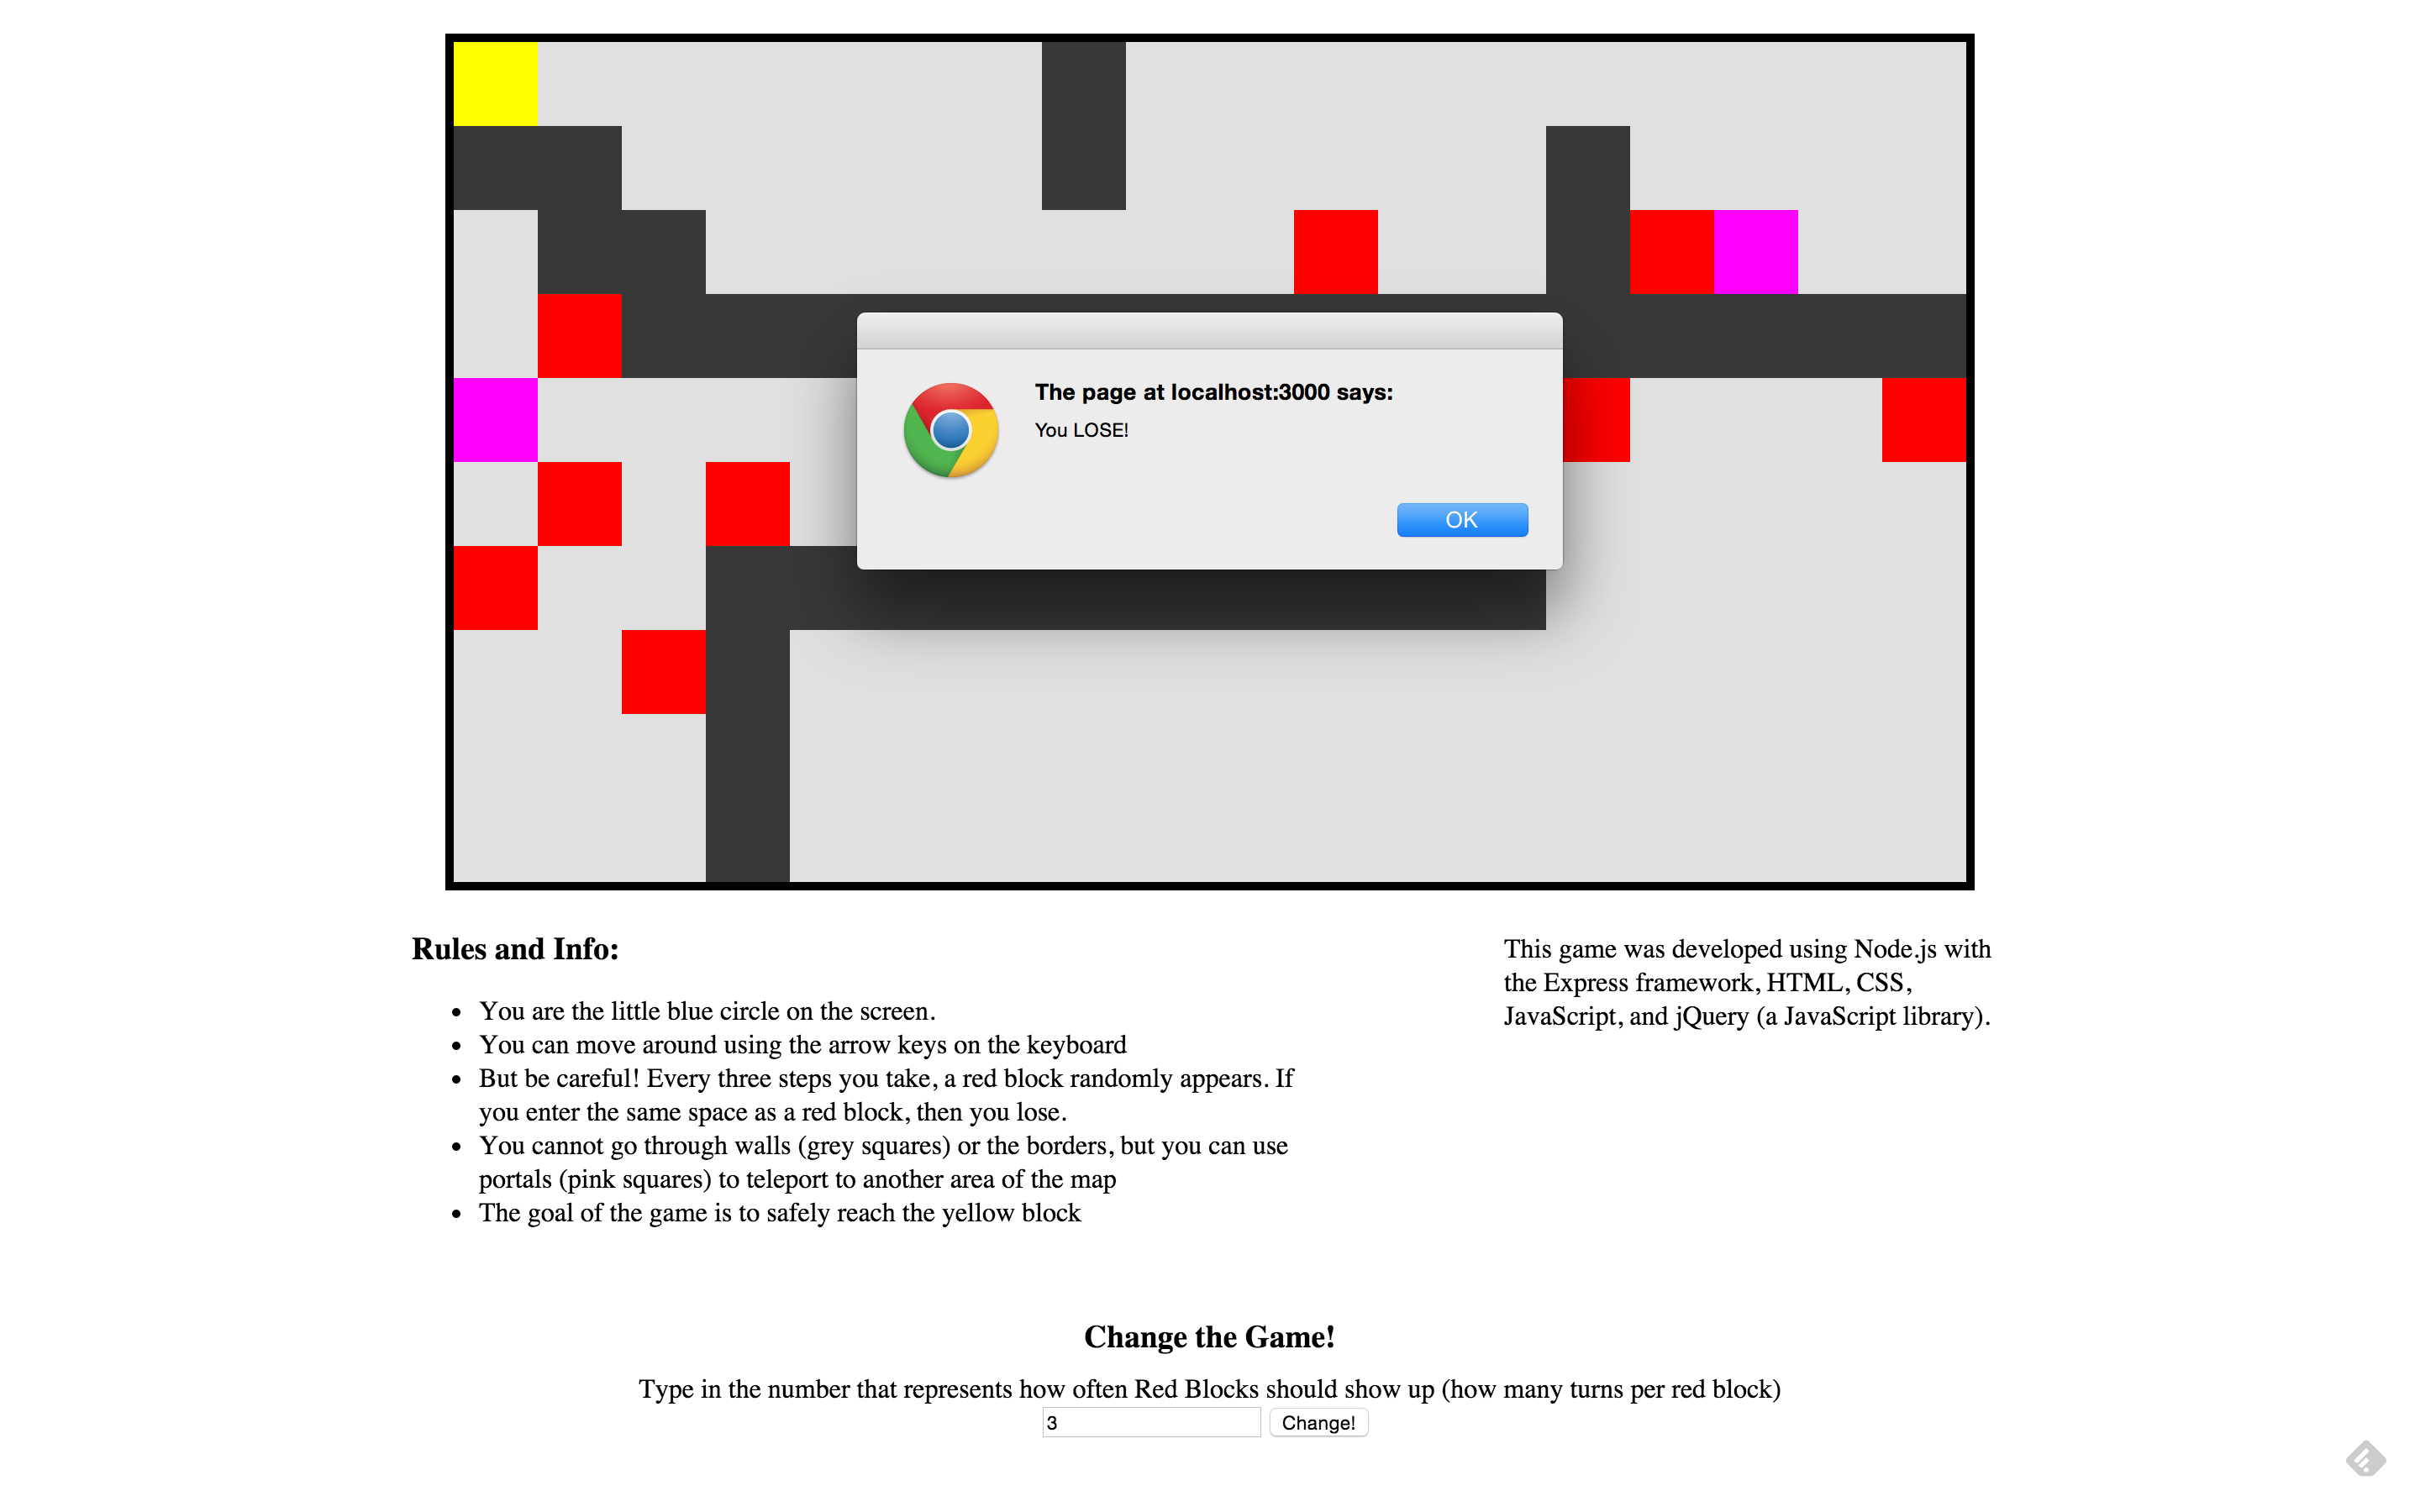 The page at localhost:3000 says:
You LOSE!
OK
Rules and Info:
• You are the little blue circle on the screen.
• You can move around using the arrow keys on the keyboard
• But be careful! Every three steps you take, a red block randomly appears. If
you enter the same space as a red block, then you lose.
• You cannot go through walls (grey squares) or the borders, but you can use
portals (pink squares) to teleport to another area of the map
• The goal of the game is to safely reach the yellow block
This game was developed using Node.js with
the Express framework, HTML, CSS,
JavaScript, and jQuery (a JavaScript library).
Change the Game!
Type in the number that represents how often Red Blocks should show up (how many turns per red block)
3 Change!